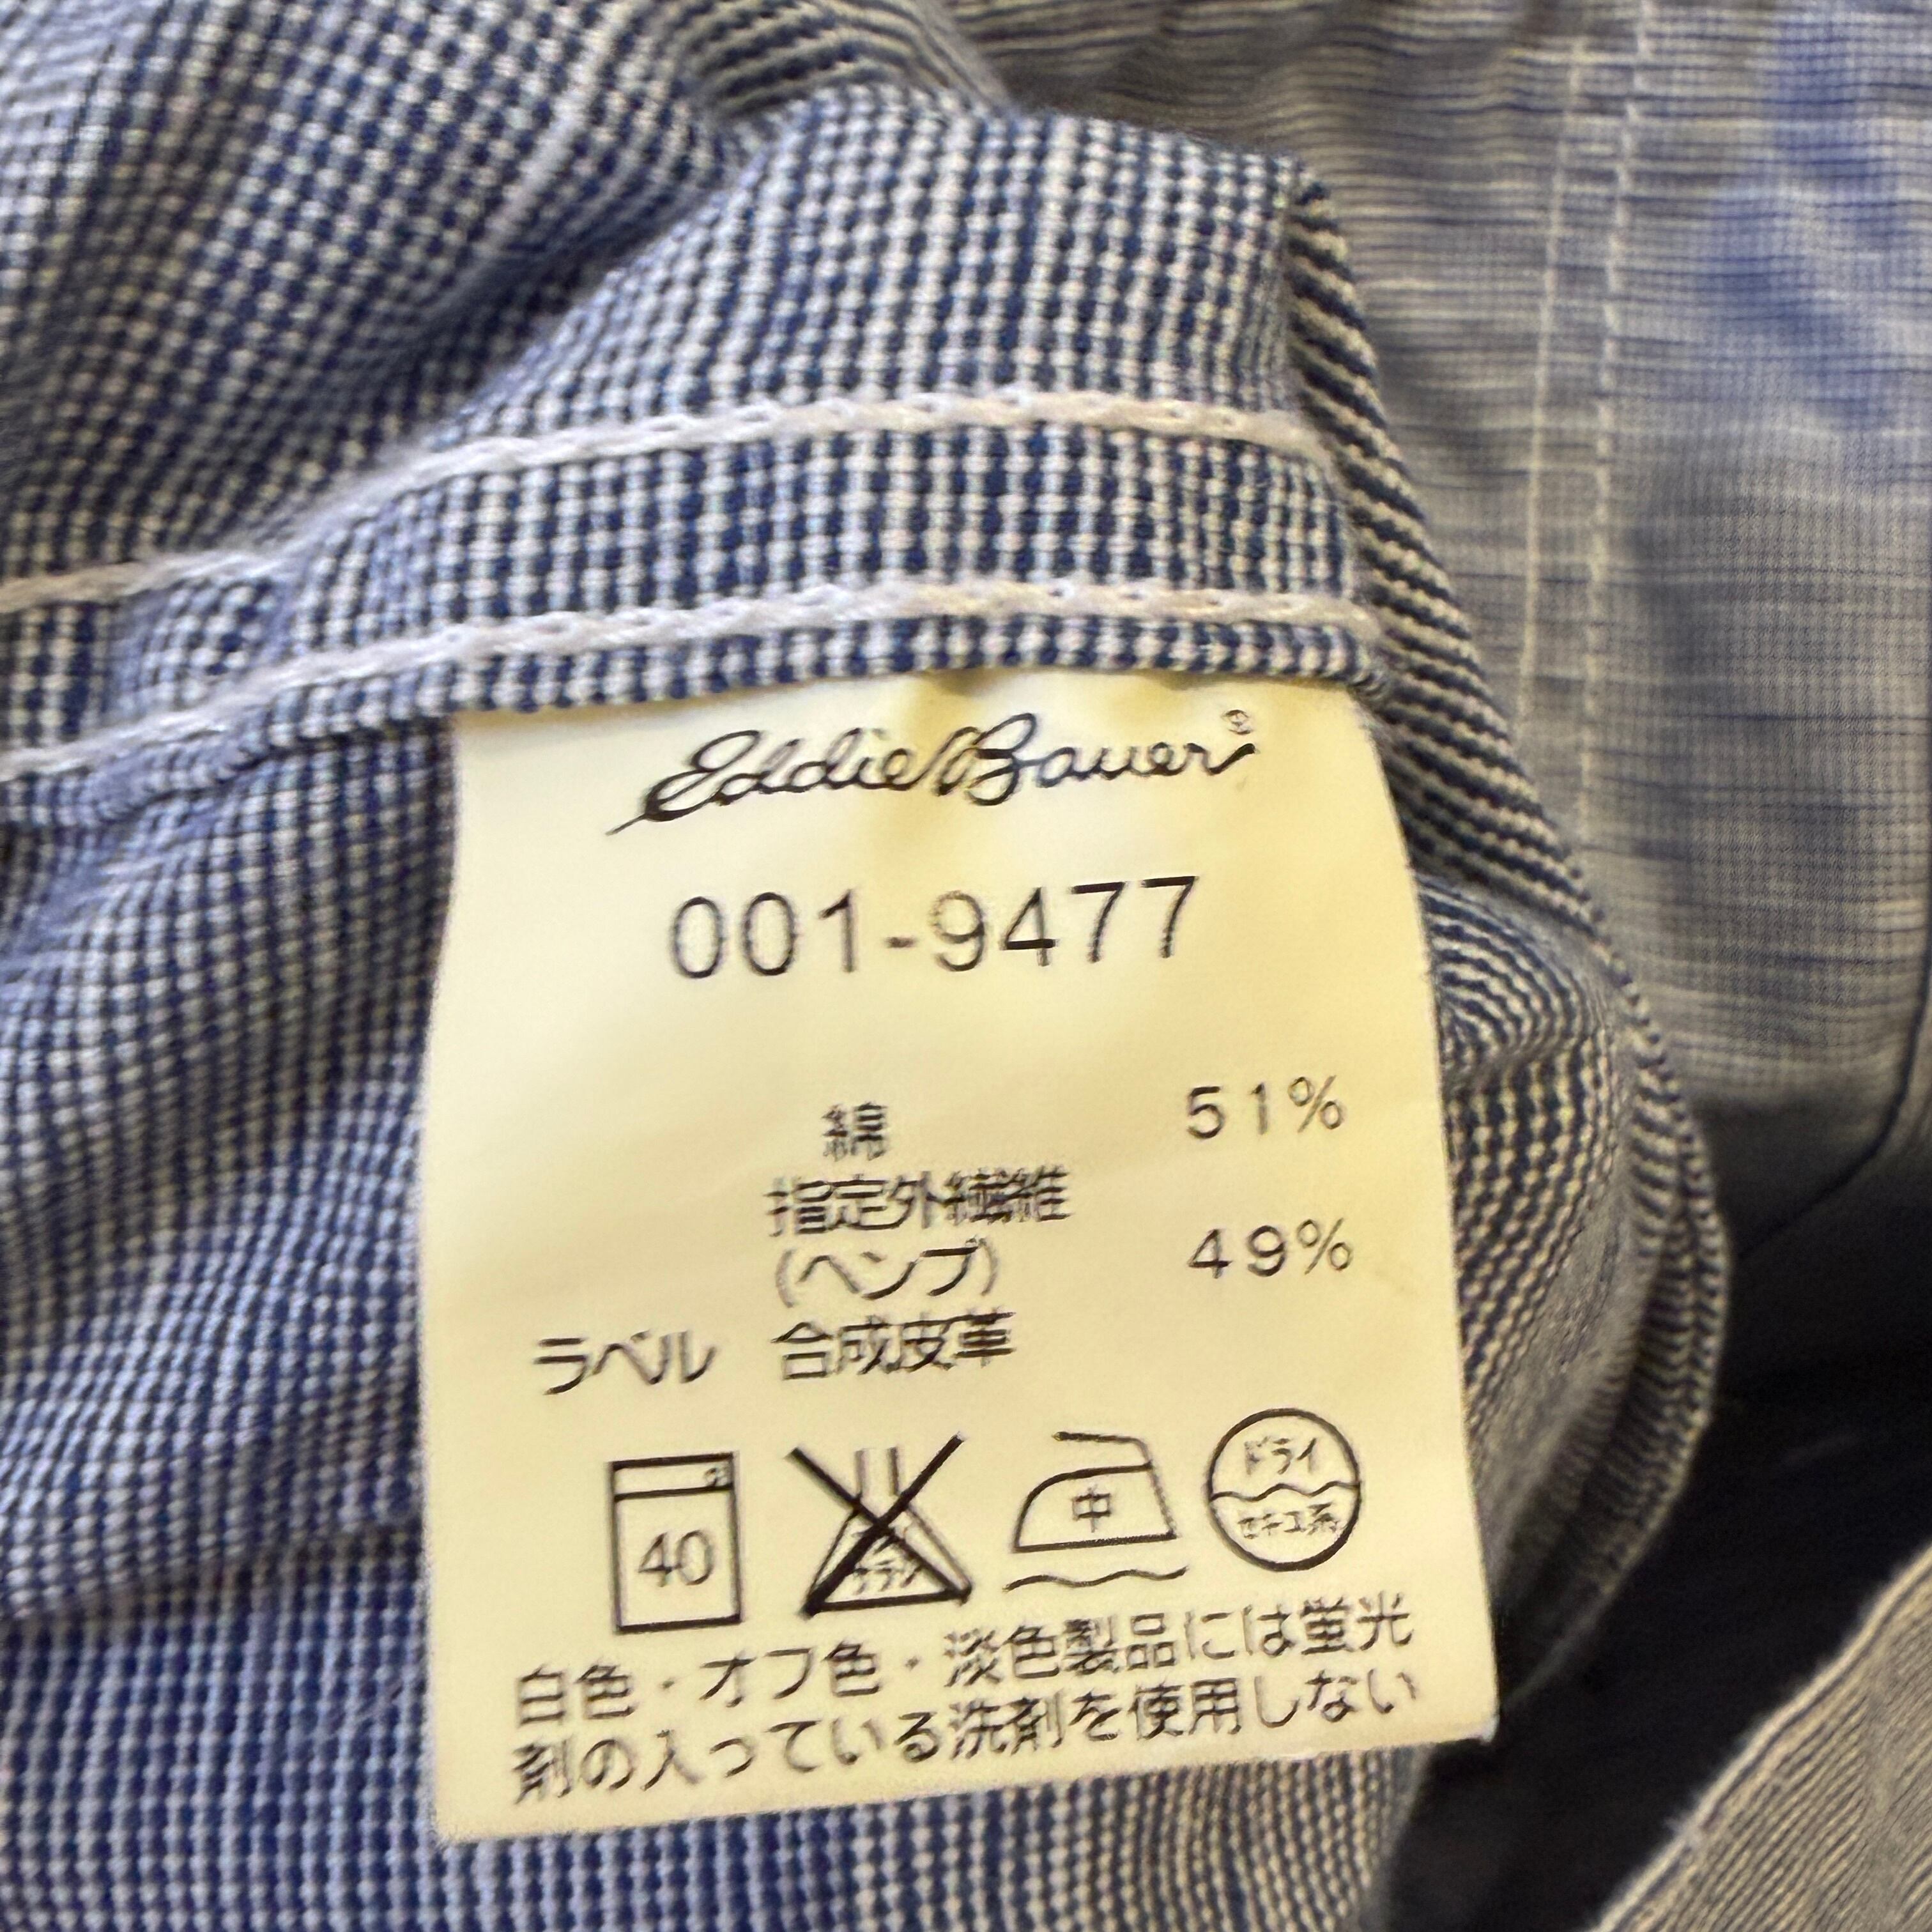 Eddie Bauer®
001-9477
綿 51%
指定外繊維
(ヘンプ) 49%
ラベル 合成皮革
40
中
ドライ
セキユ系
白色・オフ色・淡色製品には蛍光
剤の入っている洗剤を使用しない